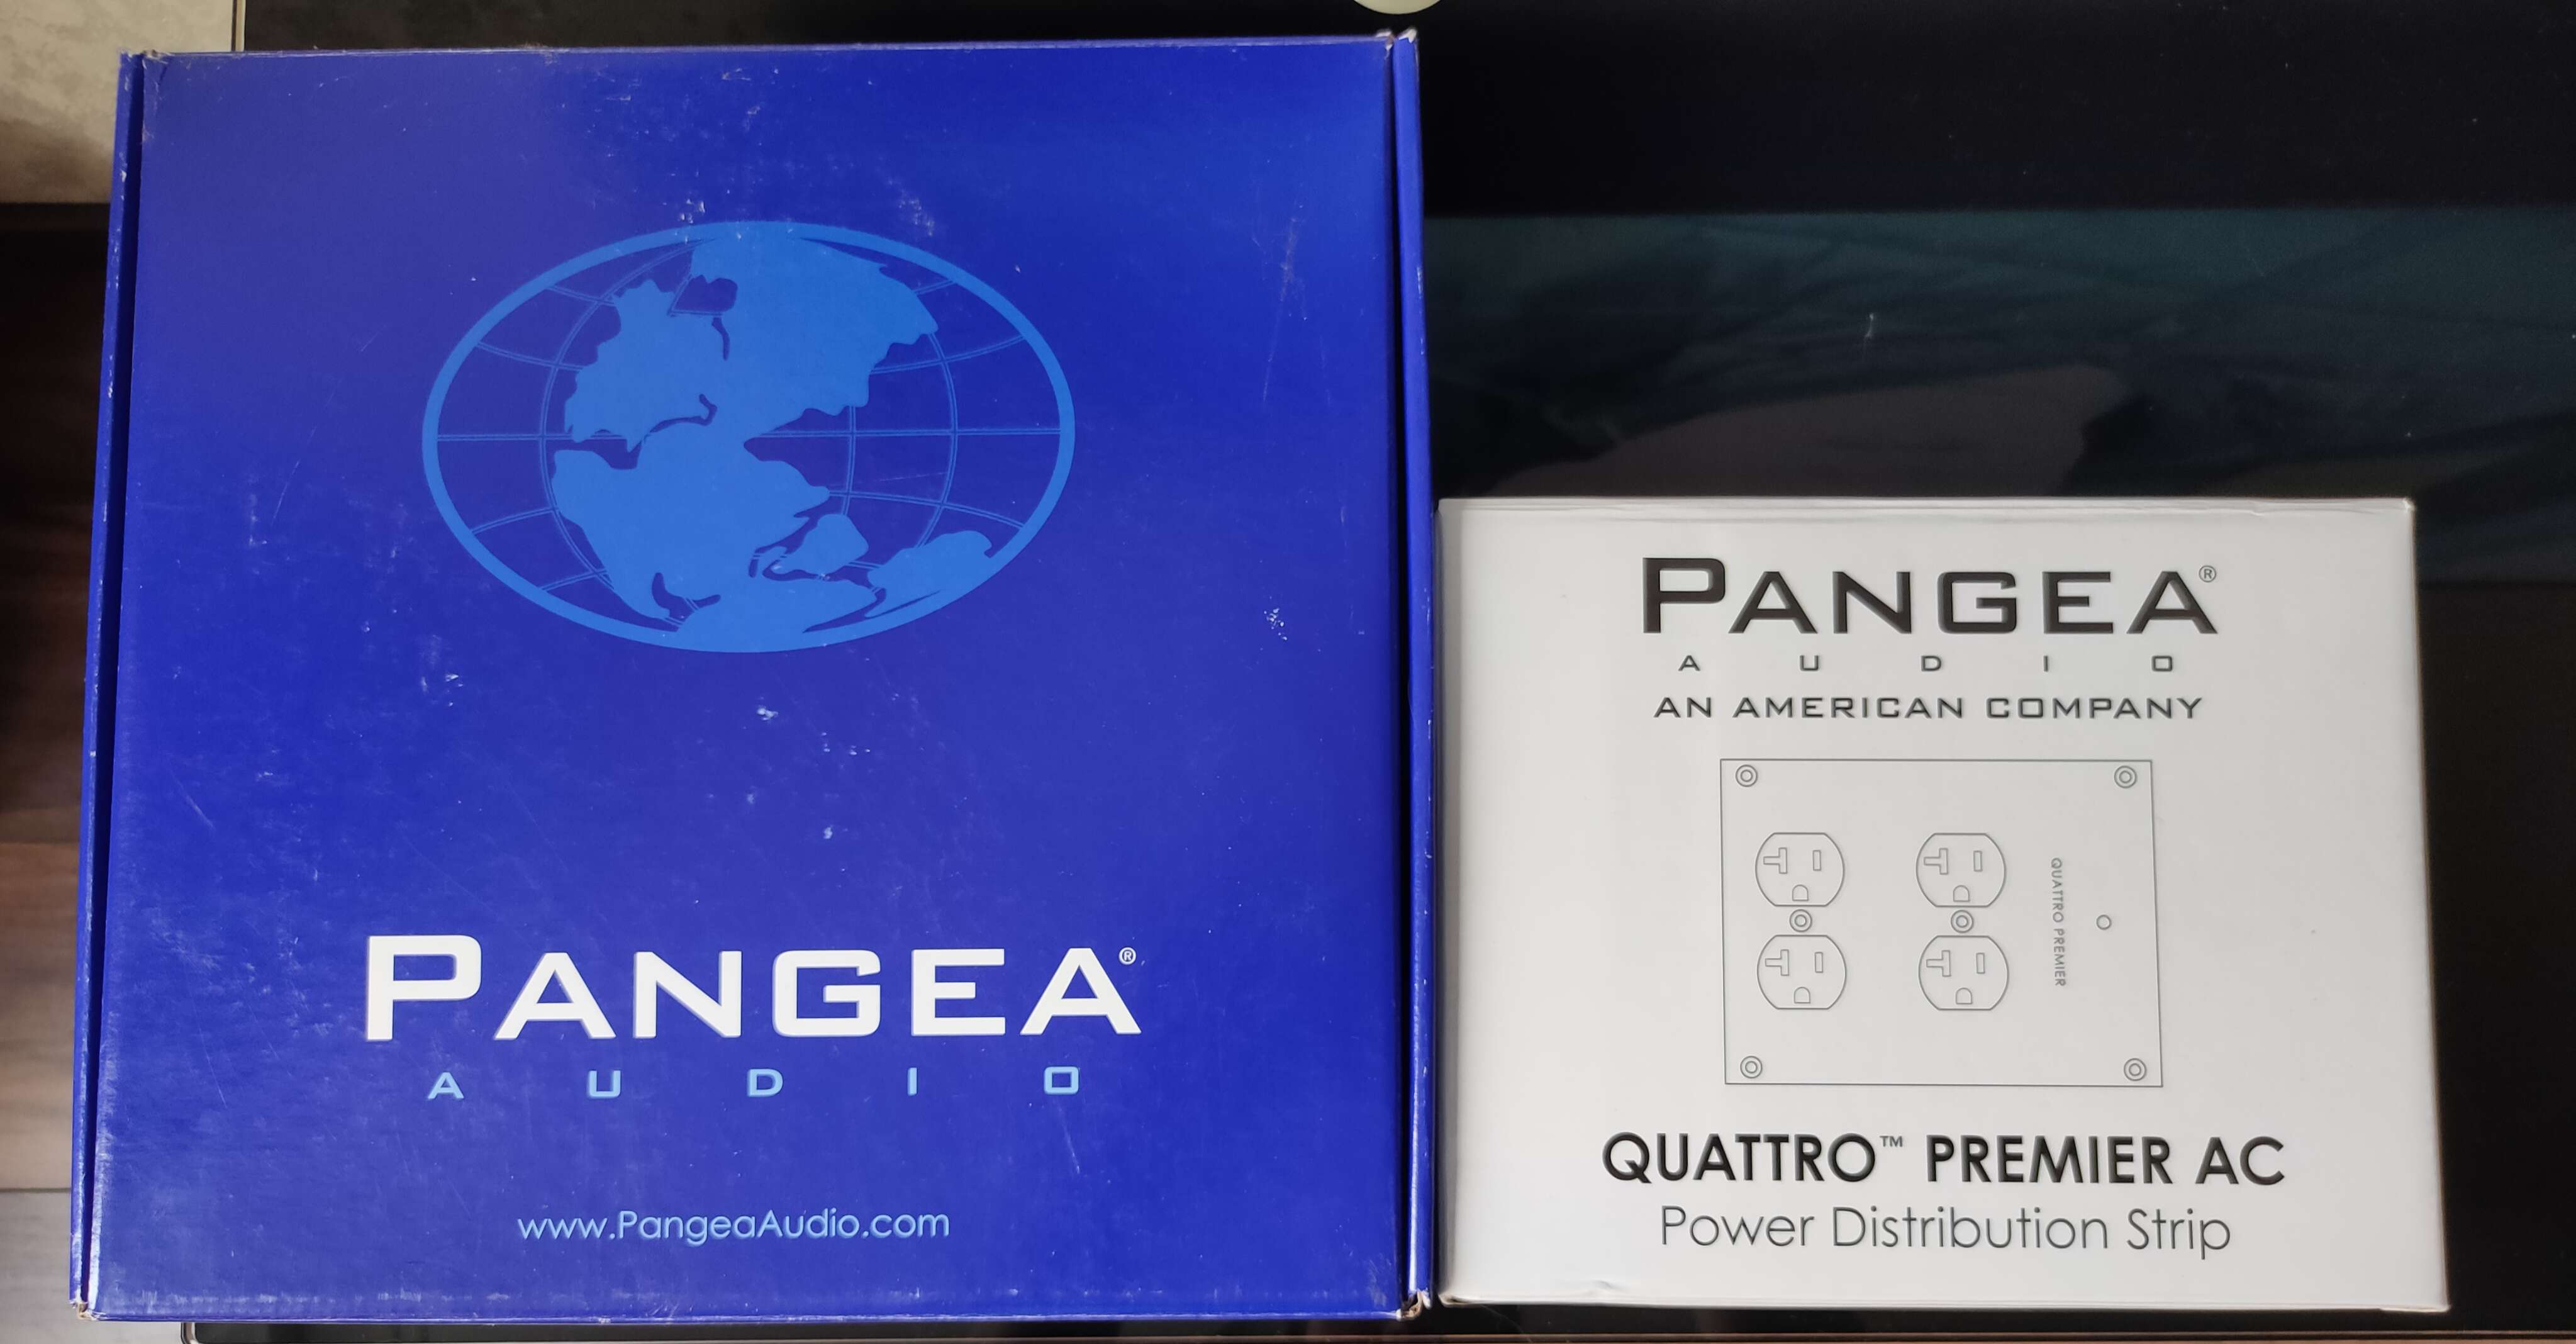 PANGEA®
AUDIO
www.PangeaAudio.com
PANGEA®
AUDIO
AN AMERICAN COMPANY
QUATTRO PREMIER
QUATTRO™ PREMIER AC
Power Distribution Strip